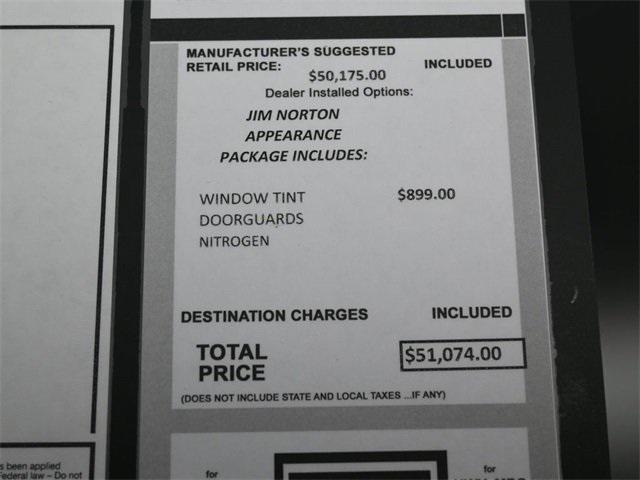 MANUFACTURER'S SUGGESTED
RETAIL PRICE: INCLUDED
$50,175.00
Dealer Installed Options:
JIM NORTON
APPEARANCE
PACKAGE INCLUDES:
WINDOW TINT $899.00
DOORGUARDS
NITROGEN
DESTINATION CHARGES INCLUDED
TOTAL
PRICE $51,074.00
(DOES NOT INCLUDE STATE AND LOCAL TAXES ...IF ANY)
s been applied
Federal law – Do not
for
for